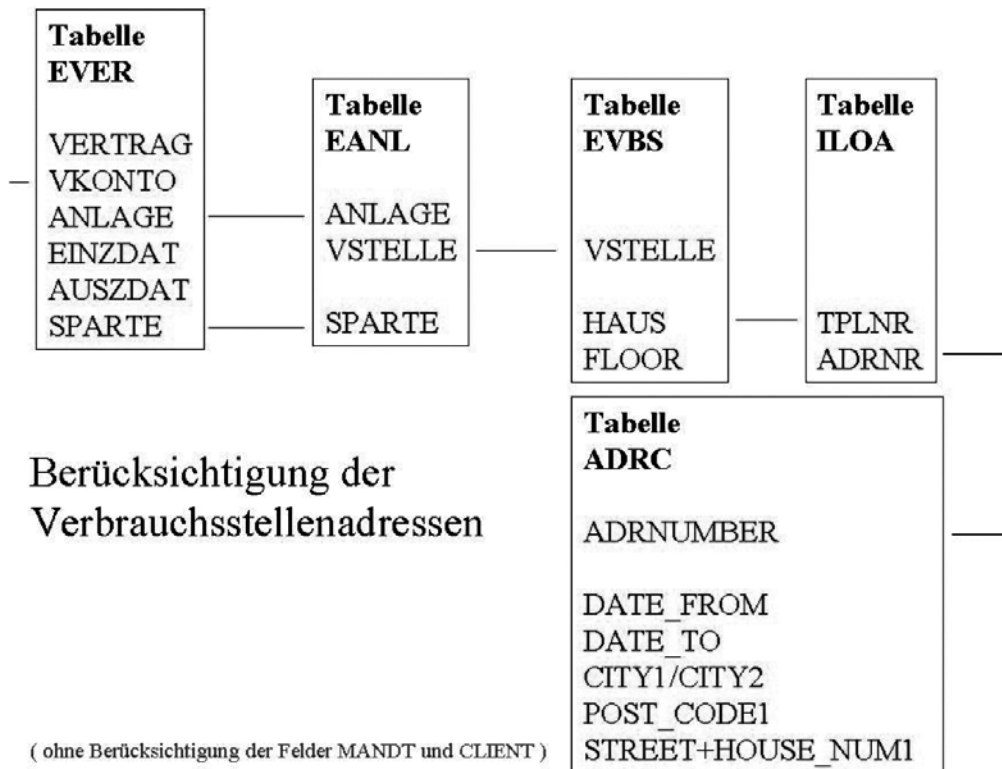 Tabelle
EVER
VERTRAG
VKONTO
ANLAGE
EINZDAT
AUSZDAT
SPARTE
Tabelle
EANL
ANLAGE
VSTELLE
SPARTE
Tabelle
EVBS
VSTELLE
HAUS
FLOOR
Tabelle
ILOA
TPLNR
ADRNR
Tabelle
ADRC
ADRNUMBER
DATE_FROM
DATE_TO
CITY1/CITY2
POST_CODE1
STREET+HOUSE_NUM1
Berücksichtigung der
Verbrauchsstellenadressen
( ohne Berücksichtigung der Felder MANDT und CLIENT )